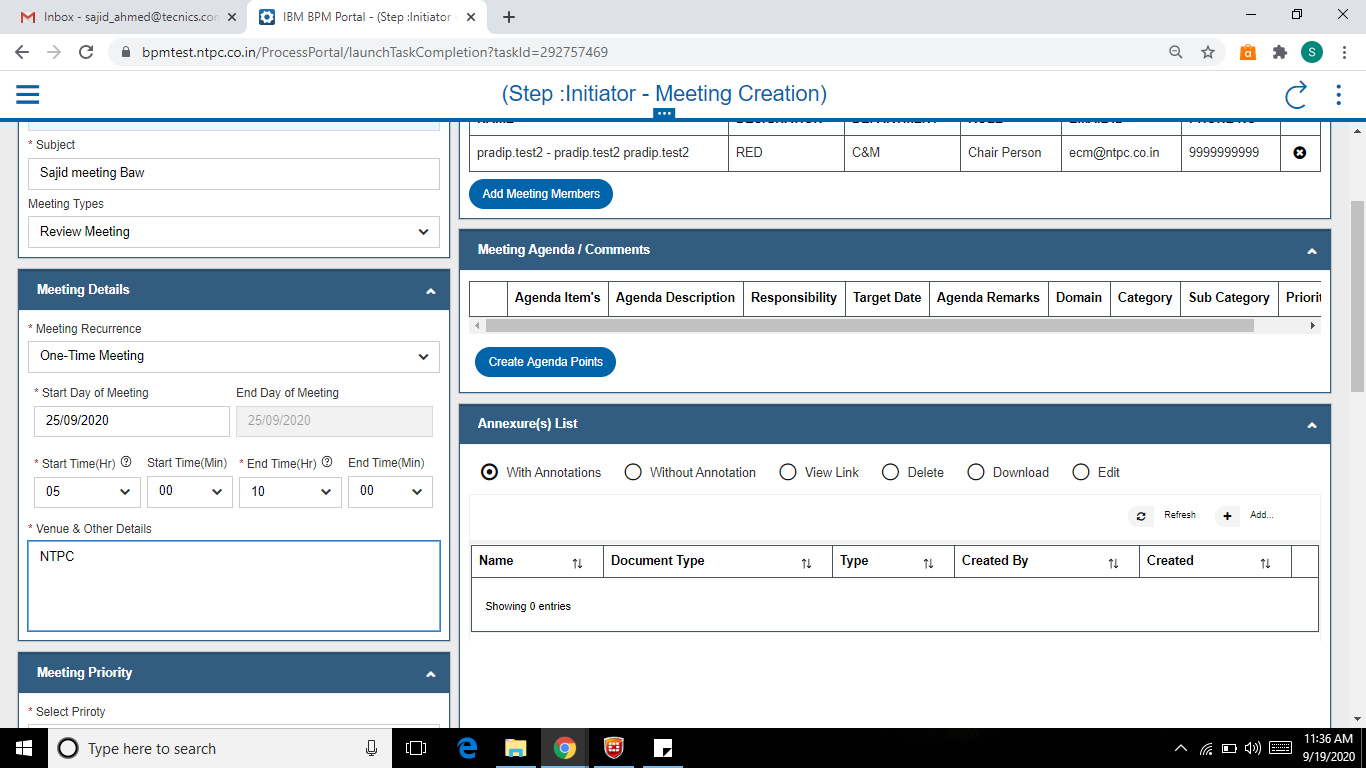 Inbox - sajid_ahmed@tecnics.con
IBM BPM Portal - (Step :Initiator -
bpmtest.ntpc.co.in/ProcessPortal/launchTaskCompletion?taskId=292757469
S
(Step :Initiator - Meeting Creation)
* Subject
Sajid meeting Baw
Meeting Types
Review Meeting
Meeting Details
* Meeting Recurrence
One-Time Meeting
* Start Day of Meeting End Day of Meeting
25/09/2020 25/09/2020
* Start Time(Hr) Start Time(Min) * End Time(Hr) End Time(Min)
05 00 10 00
* Venue & Other Details
NTPC
Meeting Priority
* Select Priroty
pradip.test2 - pradip.test2 pradip.test2 RED C&M Chair Person ecm@ntpc.co.in 9999999999
Add Meeting Members
Meeting Agenda / Comments
Agenda Item's Agenda Description Responsibility Target Date Agenda Remarks Domain Category Sub Category Priorit
Create Agenda Points
Annexure(s) List
With Annotations Without Annotation View Link Delete Download Edit
Refresh Add...
Name Document Type Type Created By Created
Showing 0 entries
Type here to search
11:36 AM
9/19/2020